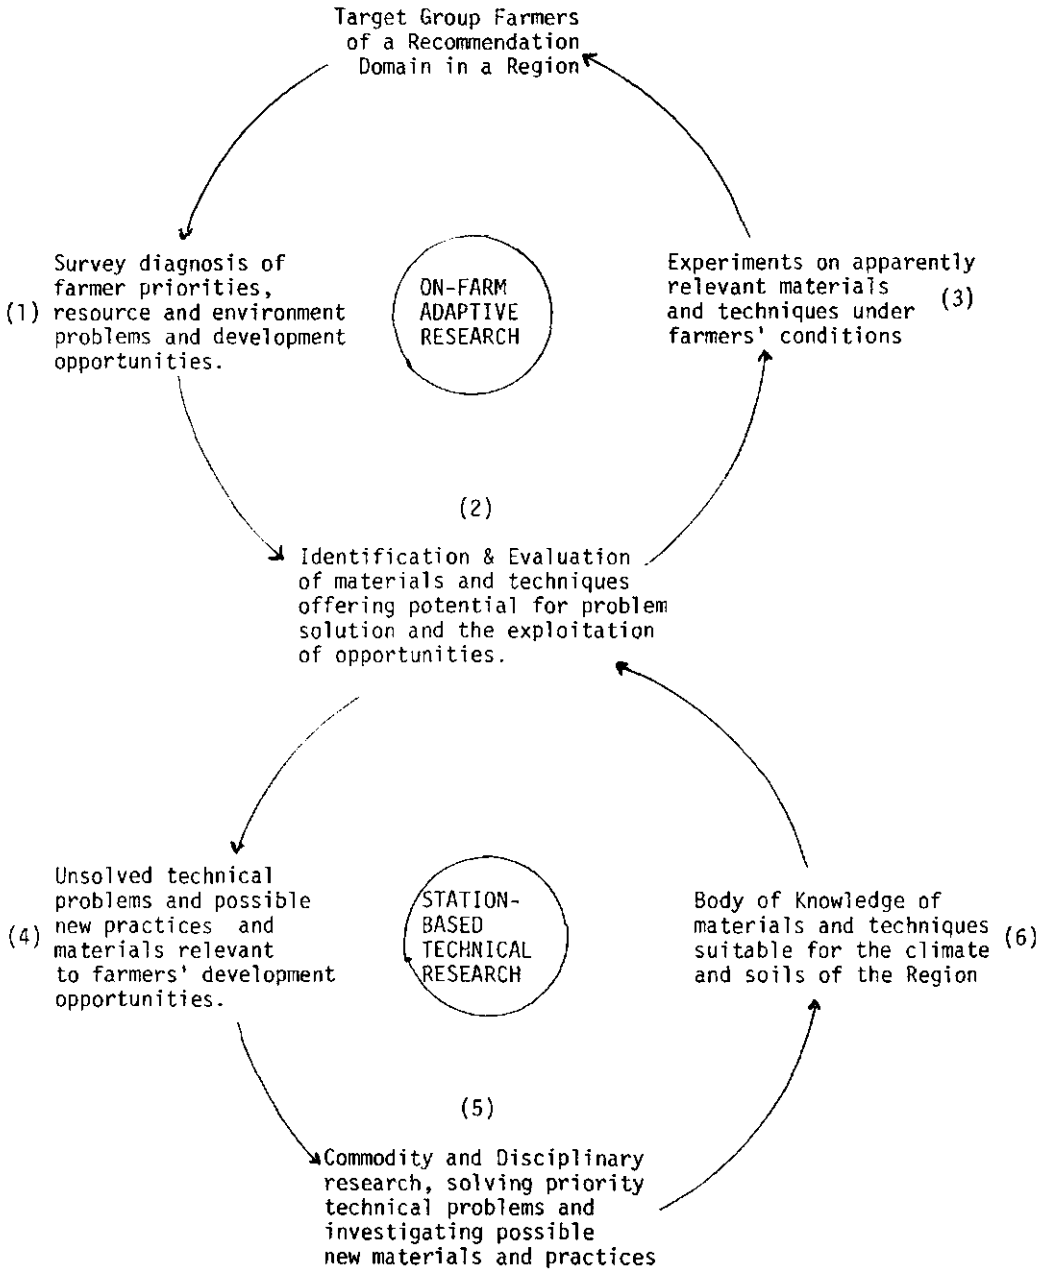 Target Group Farmers
of a Recommendation
Domain in a Region
Survey diagnosis of
farmer priorities,
(1) resource and environment
problems and development
opportunities.
ON-FARM
ADAPTIVE
RESEARCH
Experiments on apparently
relevant materials
and techniques under (3)
farmers' conditions
(2)
Identification & Evaluation
of materials and techniques
offering potential for problem
solution and the exploitation
of opportunities.
Unsolved technical
problems and possible
(4) new practices and
materials relevant
to farmers' development
opportunities.
STATION-
BASED
TECHNICAL
RESEARCH
Body of Knowledge of
materials and techniques
suitable for the climate (6)
and soils of the Region
(5)
Commodity and Disciplinary
research, solving priority
technical problems and
investigating possible
new materials and practices